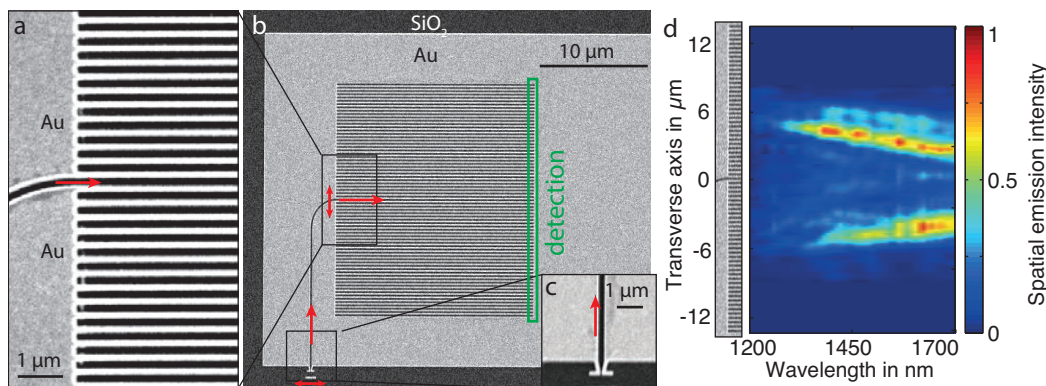 a
Au
Au
1 µm
b
SiO₂
Au
10 µm
detection
c
1 µm
d
Transverse axis in µm
12
6
0
-6
-12
1200
1450
1700
Wavelength in nm
1
0.5
0
Spatial emission intensity